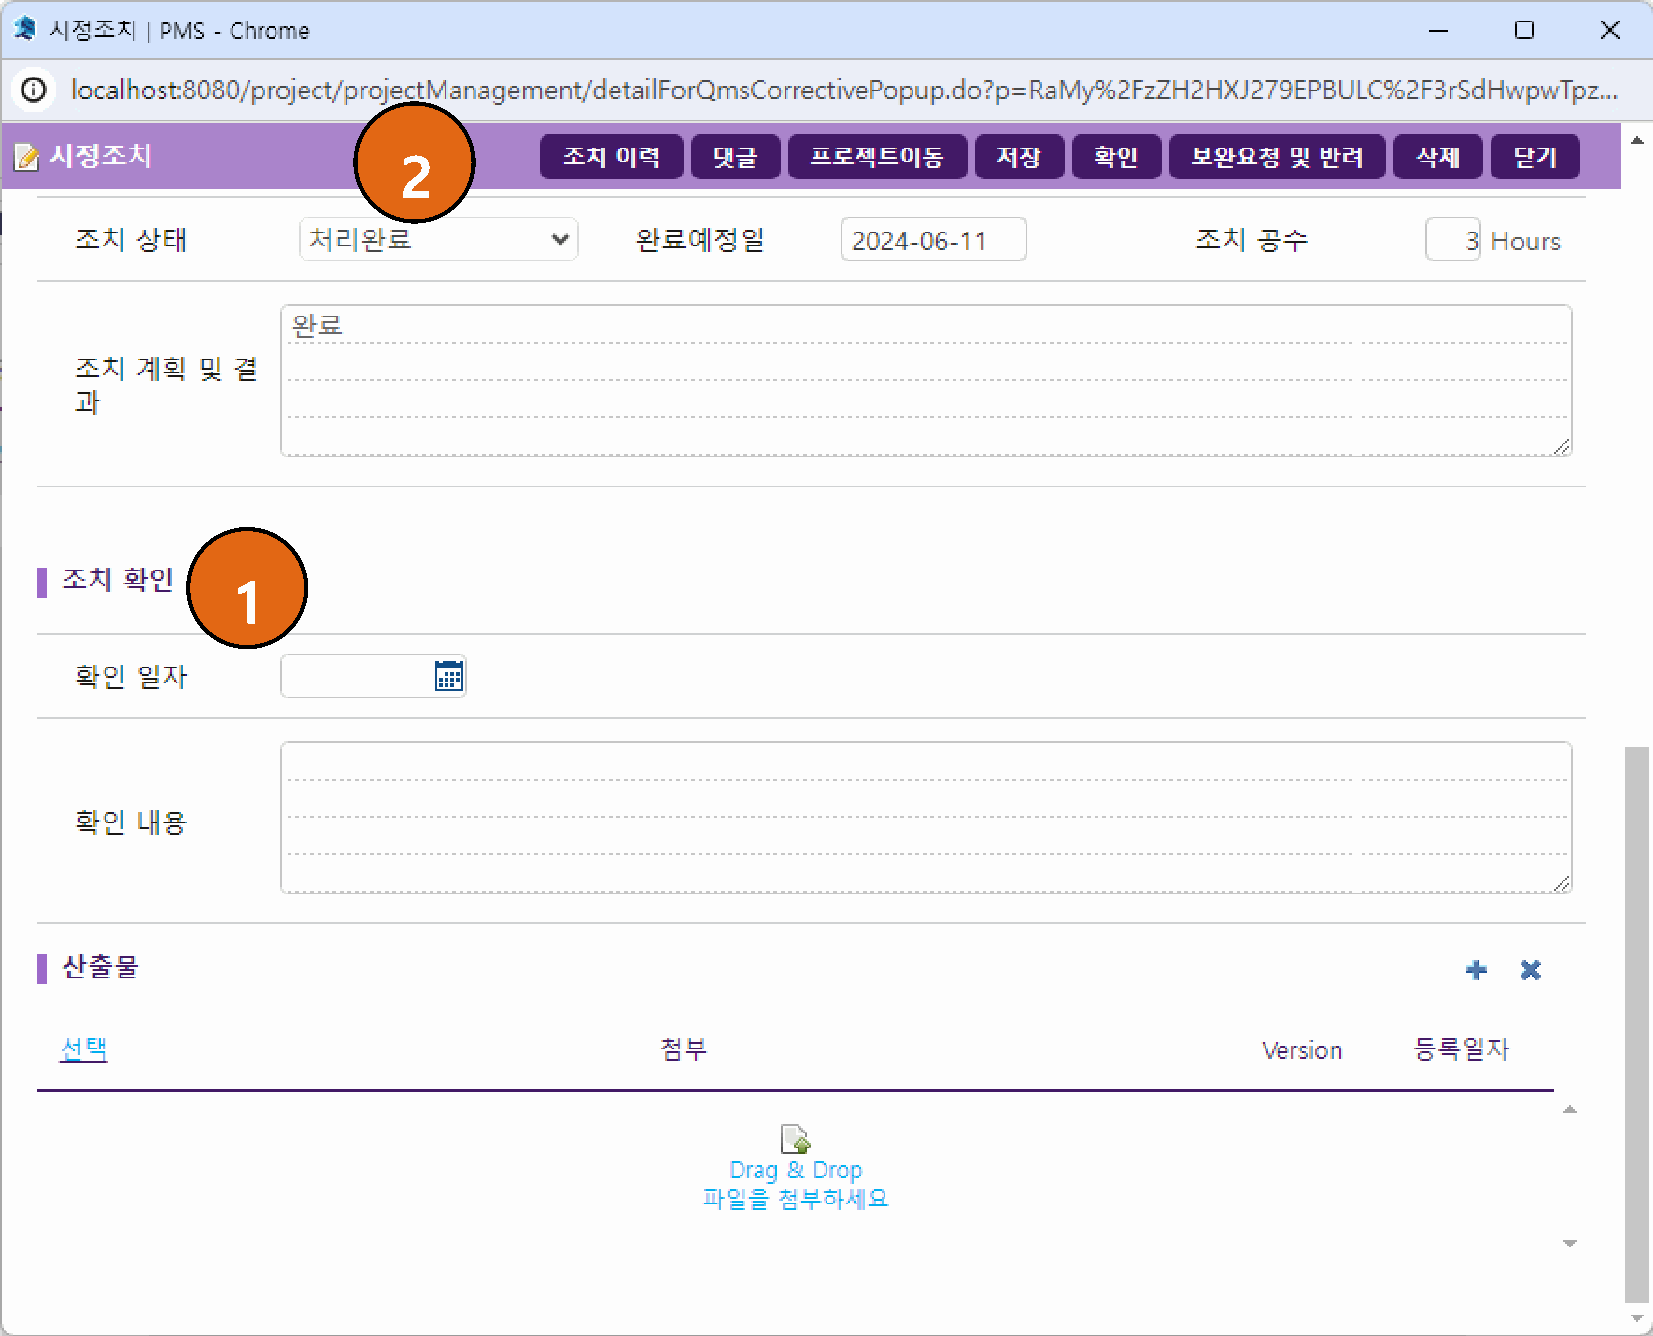 시정조치 | PMS - Chrome
localhost:8080/project/projectManagement/detailForQmsCorrectivePopup.do?p=RaMy%2FzZH2HXJ279EPBULC%2F3rSdHwpwTpz...
시정조치 2 조치 이력 댓글 프로젝트이동 저장 확인 보완요청 및 반려 삭제 닫기
조치 상태 처리완료 완료예정일 2024-06-11 조치 공수 3 Hours
완료
조치 계획 및 결
과
조치 확인 1
확인 일자
확인 내용
산출물
선택 첨부 Version 등록일자
Drag & Drop
파일을 첨부하세요